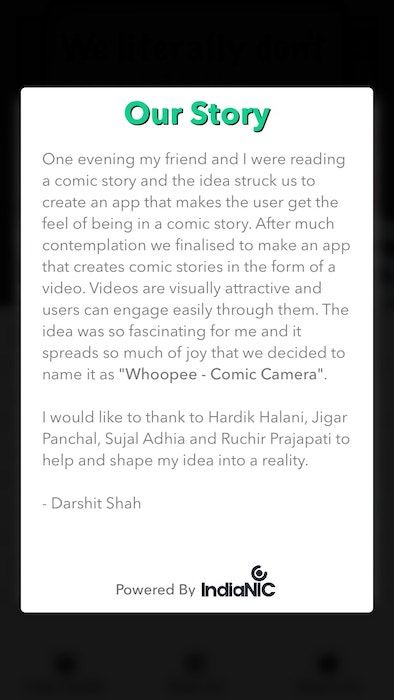 We literally don't
Our Story
One evening my friend and I were reading
a comic story and the idea struck us to
create an app that makes the user get the
feel of being in a comic story. After much
contemplation we finalised to make an app
that creates comic stories in the form of a
video. Videos are visually attractive and
users can engage easily through them. The
idea was so fascinating for me and it
spreads so much of joy that we decided to
name it as "Whoopee - Comic Camera".
I would like to thank to Hardik Halani, Jigar
Panchal, Sujal Adhia and Ruchir Prajapati to
help and shape my idea into a reality.
- Darshit Shah
Powered By IndiaNIC